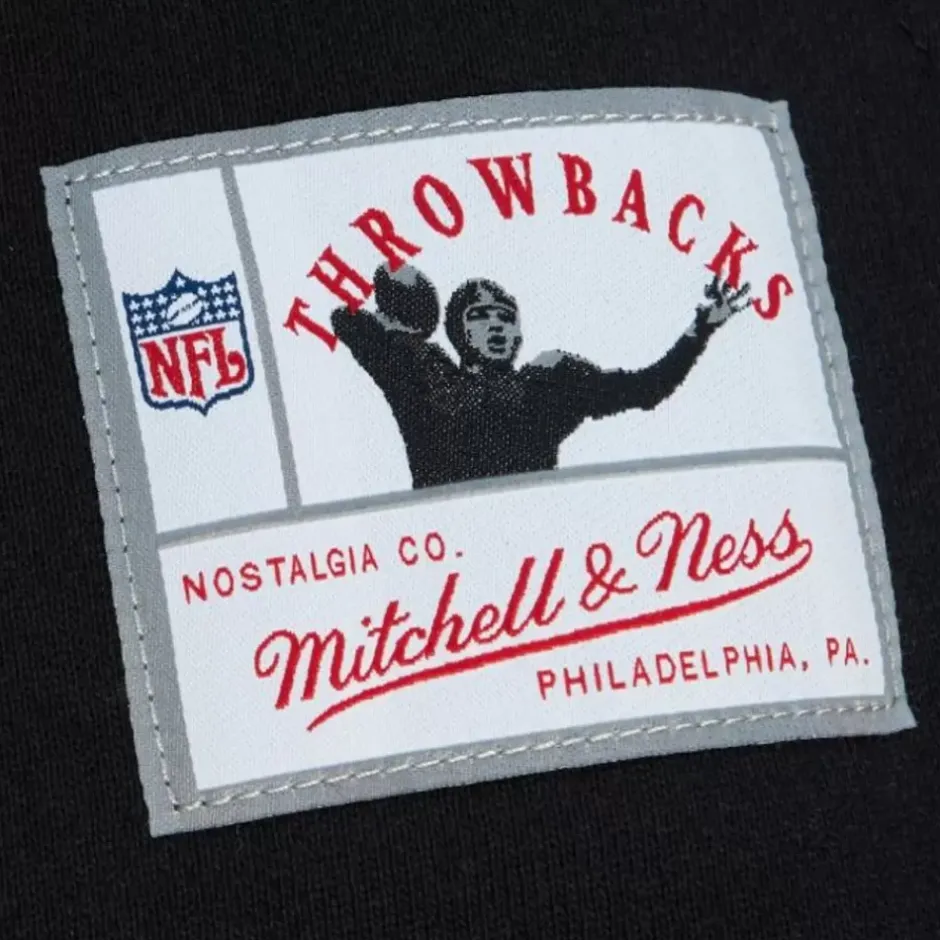 THROWBACKS
NFL
NOSTALGIA CO.
Mitchell & Ness
PHILADELPHIA, PA.